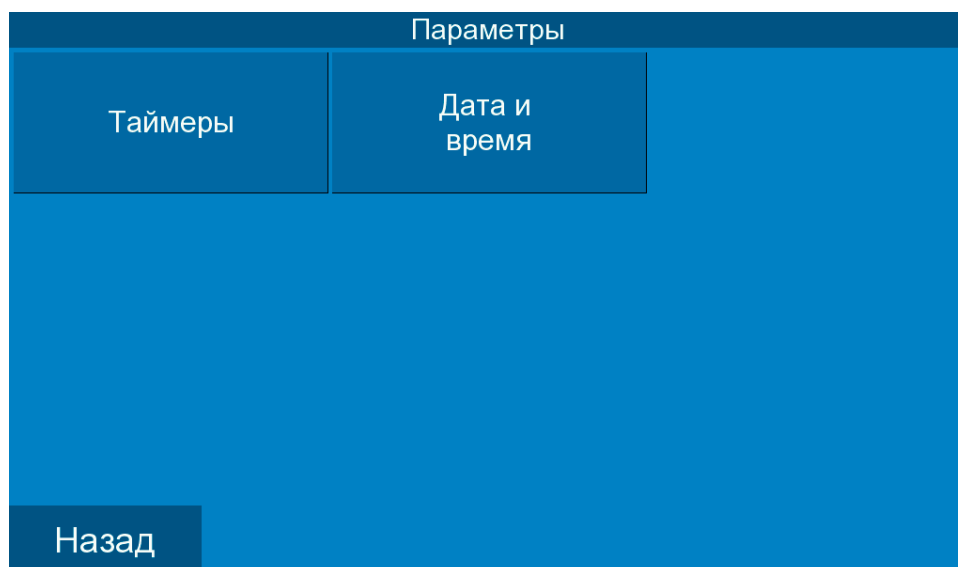 Параметры
Таймеры
Дата и
время
Назад